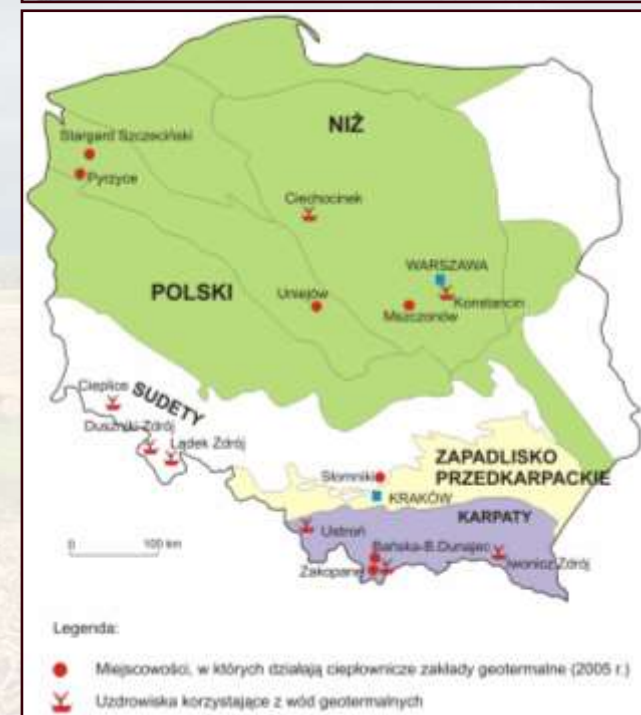 NIŻ
Stargard Szczeciński
Pyrzyce
Ciechocinek
WARSZAWA
POLSKI
Uniejów
Konstancin
Mszczonów
Cieplice
SUDETY
Duszniki Zdrój
Lądek Zdrój
ZAPADLISKO
PRZEDKARPACKIE
Słomniki
KRAKÓW
KARPATY
Ustroń
Bańska-B.Dunajec
Iwonicz Zdrój
Zakopane
0 100 km
Legenda:
Miejscowości, w których działają ciepłownicze zakłady geotermalne (2005 r.)
Uzdrowiska korzystające z wód geotermalnych